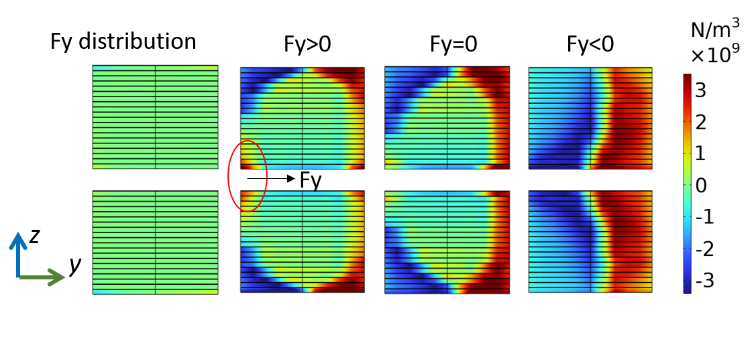 N/m3
×109
Fy distribution
Fy>0
Fy=0
Fy<0
3
2
1
0
-1
-2
-3
Fy
z
y